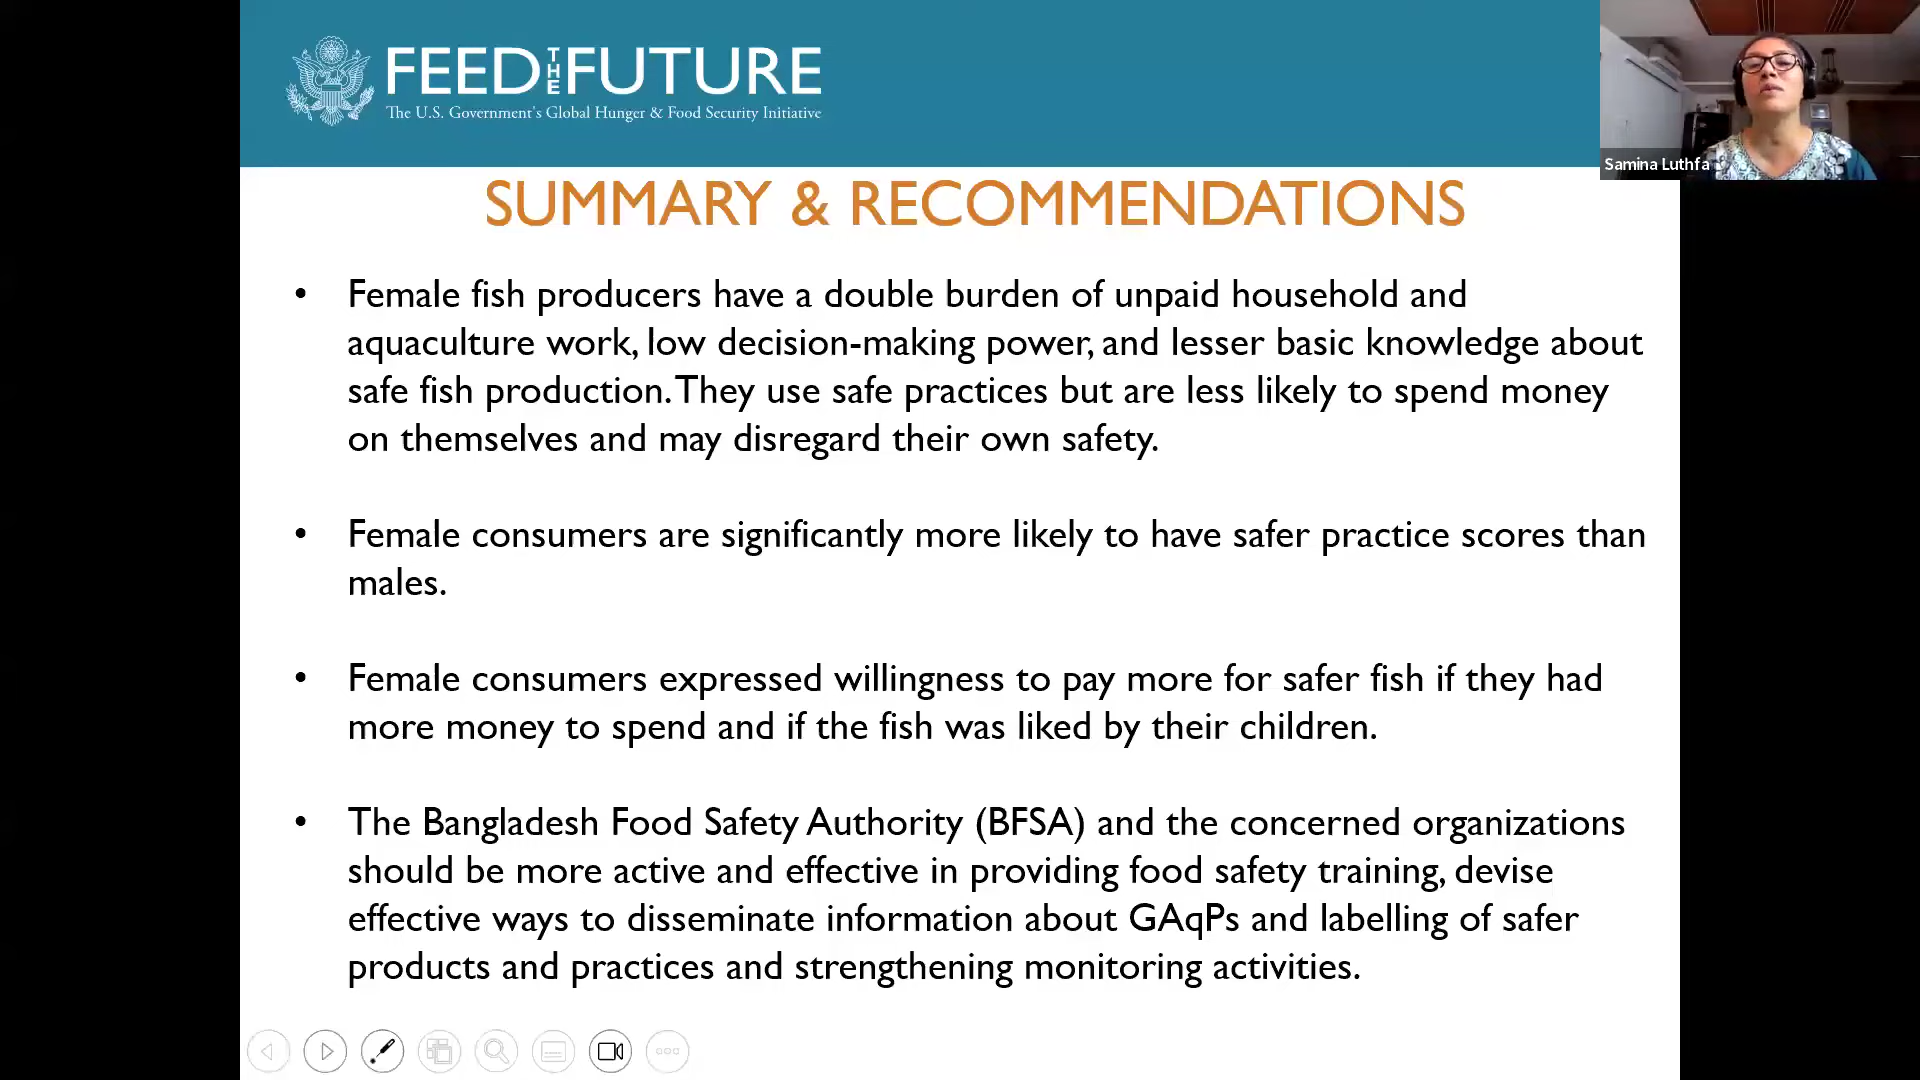 FEED THE FUTURE
The U.S. Government's Global Hunger & Food Security Initiative
Samina Luthfa
SUMMARY & RECOMMENDATIONS
• Female fish producers have a double burden of unpaid household and
aquaculture work, low decision-making power, and lesser basic knowledge about
safe fish production. They use safe practices but are less likely to spend money
on themselves and may disregard their own safety.
• Female consumers are significantly more likely to have safer practice scores than
males.
• Female consumers expressed willingness to pay more for safer fish if they had
more money to spend and if the fish was liked by their children.
• The Bangladesh Food Safety Authority (BFSA) and the concerned organizations
should be more active and effective in providing food safety training, devise
effective ways to disseminate information about GAqPs and labelling of safer
products and practices and strengthening monitoring activities.